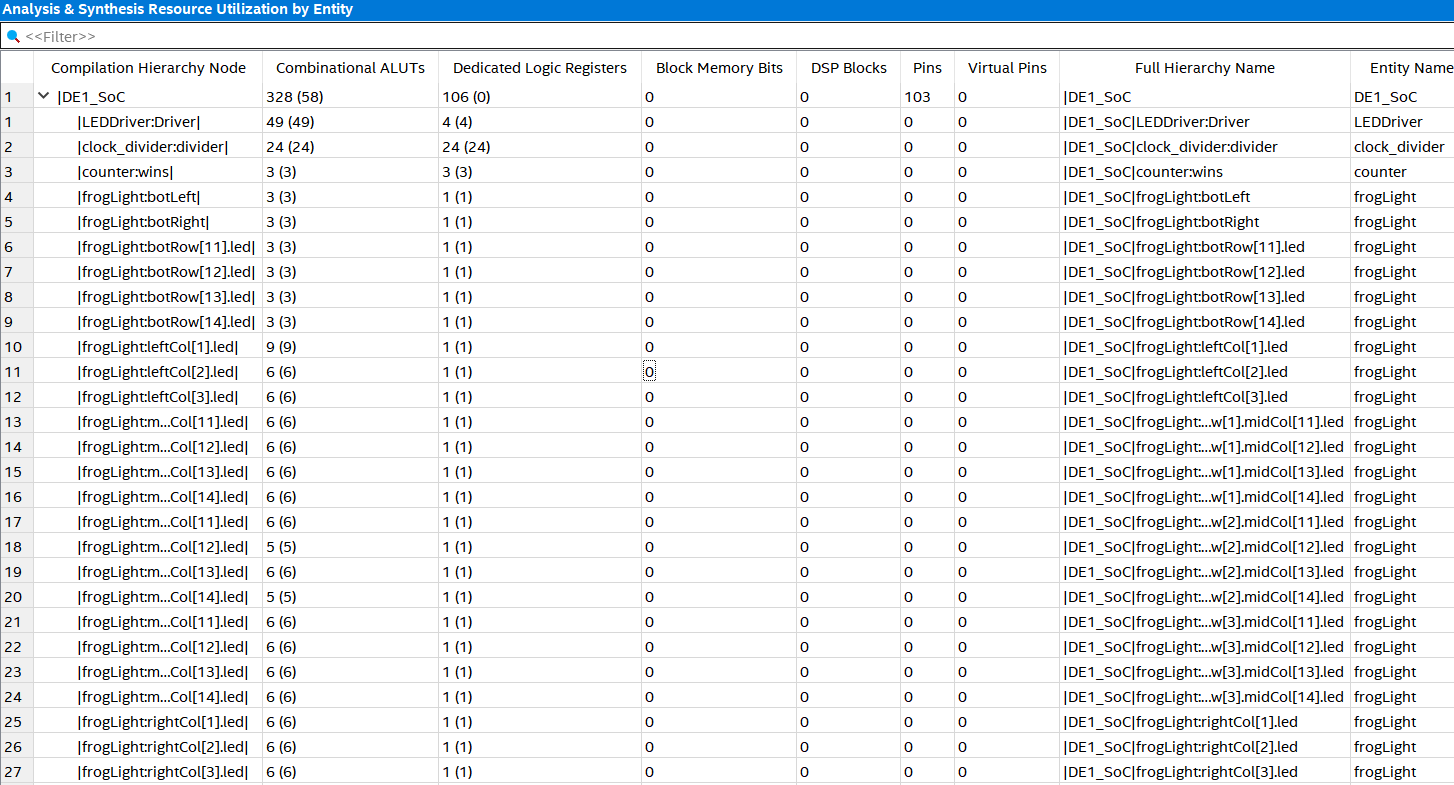 Analysis & Synthesis Resource Utilization by Entity
<<Filter>>
Compilation Hierarchy Node Combinational ALUTs Dedicated Logic Registers Block Memory Bits DSP Blocks Pins Virtual Pins Full Hierarchy Name Entity Name
1 |DE1_SoC 328 (58) 106 (0) 0 0 103 0 |DE1_SoC DE1_SoC
1 |LEDDriver:Driver| 49 (49) 4 (4) 0 0 0 0 |DE1_SoC|LEDDriver:Driver LEDDriver
2 |clock_divider:divider| 24 (24) 24 (24) 0 0 0 0 |DE1_SoC|clock_divider:divider clock_divider
3 |counter:wins| 3 (3) 3 (3) 0 0 0 0 |DE1_SoC|counter:wins counter
4 |frogLight:botLeft| 3 (3) 1 (1) 0 0 0 0 |DE1_SoC|frogLight:botLeft frogLight
5 |frogLight:botRight| 3 (3) 1 (1) 0 0 0 0 |DE1_SoC|frogLight:botRight frogLight
6 |frogLight:botRow[11].led| 3 (3) 1 (1) 0 0 0 0 |DE1_SoC|frogLight:botRow[11].led frogLight
7 |frogLight:botRow[12].led| 3 (3) 1 (1) 0 0 0 0 |DE1_SoC|frogLight:botRow[12].led frogLight
8 |frogLight:botRow[13].led| 3 (3) 1 (1) 0 0 0 0 |DE1_SoC|frogLight:botRow[13].led frogLight
9 |frogLight:botRow[14].led| 3 (3) 1 (1) 0 0 0 0 |DE1_SoC|frogLight:botRow[14].led frogLight
10 |frogLight:leftCol[1].led| 9 (9) 1 (1) 0 0 0 0 |DE1_SoC|frogLight:leftCol[1].led frogLight
11 |frogLight:leftCol[2].led| 6 (6) 1 (1) 0 0 0 0 |DE1_SoC|frogLight:leftCol[2].led frogLight
12 |frogLight:leftCol[3].led| 6 (6) 1 (1) 0 0 0 0 |DE1_SoC|frogLight:leftCol[3].led frogLight
13 |frogLight:m...Col[11].led| 6 (6) 1 (1) 0 0 0 0 |DE1_SoC|frogLight:...w[1].midCol[11].led frogLight
14 |frogLight:m...Col[12].led| 6 (6) 1 (1) 0 0 0 0 |DE1_SoC|frogLight:...w[1].midCol[12].led frogLight
15 |frogLight:m...Col[13].led| 6 (6) 1 (1) 0 0 0 0 |DE1_SoC|frogLight:...w[1].midCol[13].led frogLight
16 |frogLight:m...Col[14].led| 6 (6) 1 (1) 0 0 0 0 |DE1_SoC|frogLight:...w[1].midCol[14].led frogLight
17 |frogLight:m...Col[11].led| 6 (6) 1 (1) 0 0 0 0 |DE1_SoC|frogLight:...w[2].midCol[11].led frogLight
18 |frogLight:m...Col[12].led| 5 (5) 1 (1) 0 0 0 0 |DE1_SoC|frogLight:...w[2].midCol[12].led frogLight
19 |frogLight:m...Col[13].led| 6 (6) 1 (1) 0 0 0 0 |DE1_SoC|frogLight:...w[2].midCol[13].led frogLight
20 |frogLight:m...Col[14].led| 5 (5) 1 (1) 0 0 0 0 |DE1_SoC|frogLight:...w[2].midCol[14].led frogLight
21 |frogLight:m...Col[11].led| 6 (6) 1 (1) 0 0 0 0 |DE1_SoC|frogLight:...w[3].midCol[11].led frogLight
22 |frogLight:m...Col[12].led| 6 (6) 1 (1) 0 0 0 0 |DE1_SoC|frogLight:...w[3].midCol[12].led frogLight
23 |frogLight:m...Col[13].led| 6 (6) 1 (1) 0 0 0 0 |DE1_SoC|frogLight:...w[3].midCol[13].led frogLight
24 |frogLight:m...Col[14].led| 6 (6) 1 (1) 0 0 0 0 |DE1_SoC|frogLight:...w[3].midCol[14].led frogLight
25 |frogLight:rightCol[1].led| 6 (6) 1 (1) 0 0 0 0 |DE1_SoC|frogLight:rightCol[1].led frogLight
26 |frogLight:rightCol[2].led| 6 (6) 1 (1) 0 0 0 0 |DE1_SoC|frogLight:rightCol[2].led frogLight
27 |frogLight:rightCol[3].led| 6 (6) 1 (1) 0 0 0 0 |DE1_SoC|frogLight:rightCol[3].led frogLight